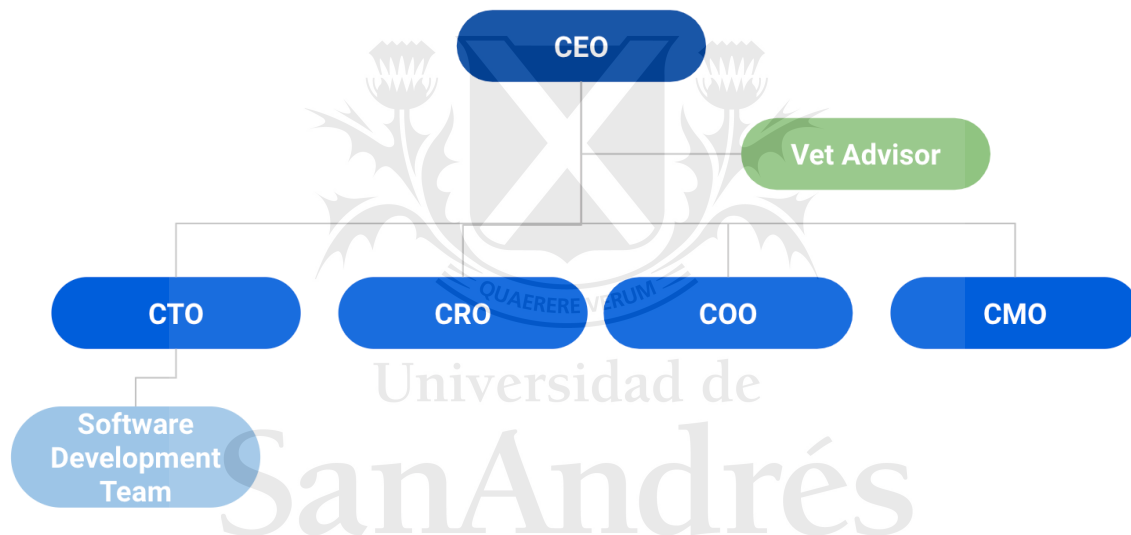 CEO
Vet Advisor
CTO
CRO
COO
CMO
QUAERERE VERUM
Software
Development
Team
Universidad de
SanAndrés